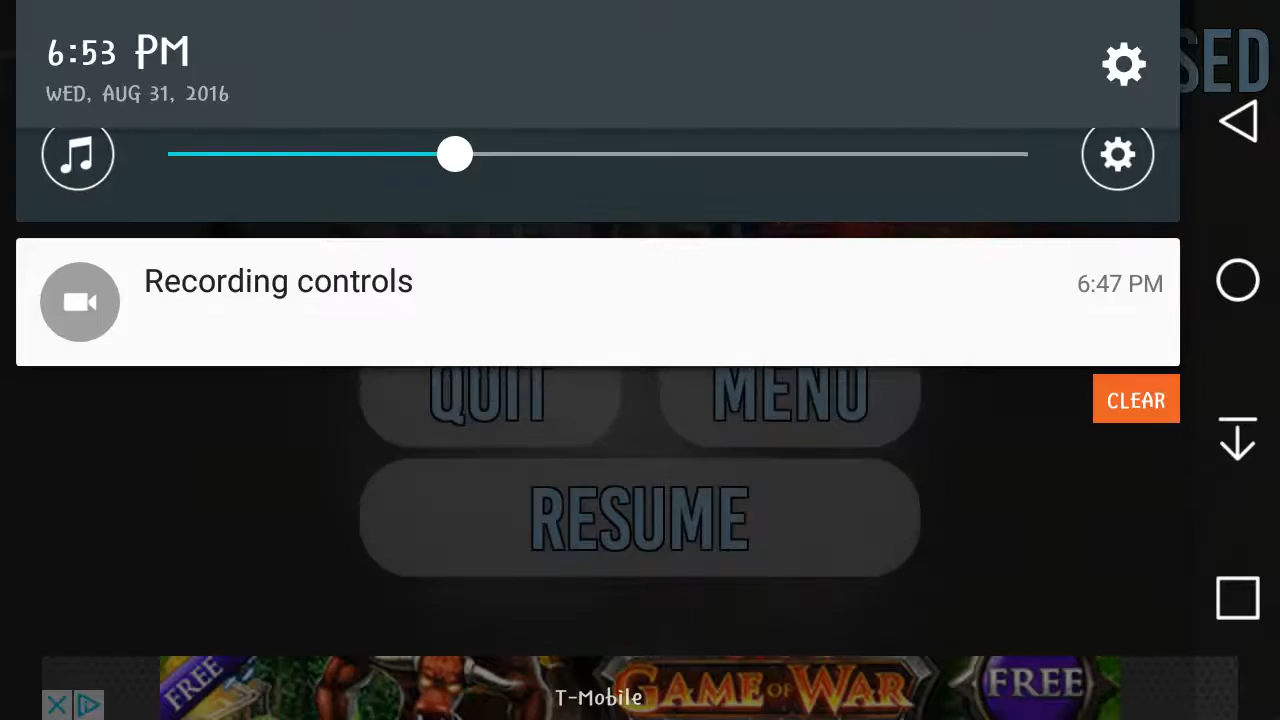 6:53 PM
WED, AUG 31, 2016
SED
Recording controls
6:47 PM
QUIT
MENU
CLEAR
RESUME
FREE
GAME OF WAR
FREE
T-Mobile